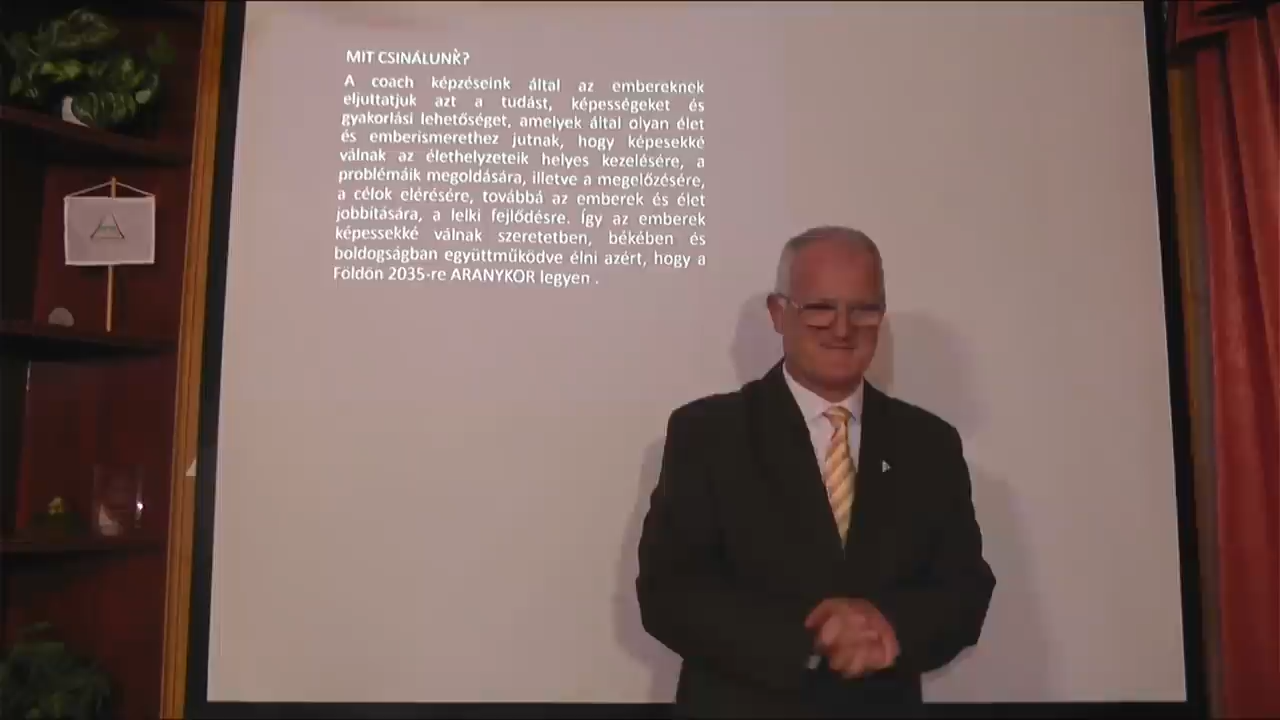 MIT CSINÁLUNK?
A coach képzéseink által az embereknek
eljuttatjuk azt a tudást, képességeket és
gyakorlási lehetőséget, amelyek által olyan élet
és emberismerethez jutnak, hogy képesekké
válnak az élethelyzeteik helyes kezelésére, a
problémáik megoldására, illetve a megelőzésére,
a célok elérésére, továbbá az emberek és élet
jobbítására, a lelki fejlődésre. Így az emberek
képessekké válnak szeretetben, békében és
boldogságban együttműködve élni azért, hogy a
Földön 2035-re ARANYKOR legyen .